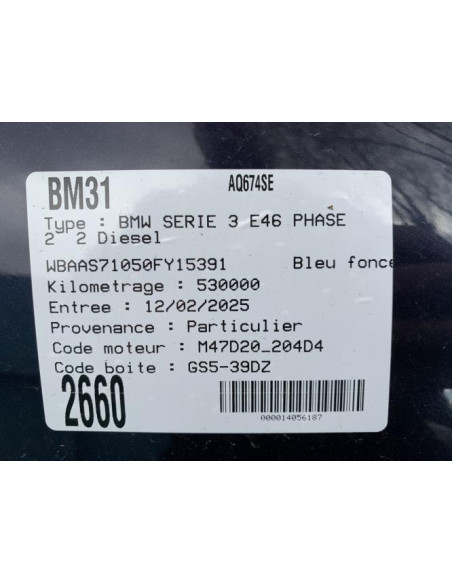 BM31 AQ674SE
Type : BMW SERIE 3 E46 PHASE
2 2 Diesel
WBAAS71050FY15391 Bleu fonce
Kilometrage : 530000
Entree : 12/02/2025
Provenance : Particulier
Code moteur : M47D20_204D4
Code boite : GS5-39DZ
2660
000014056187